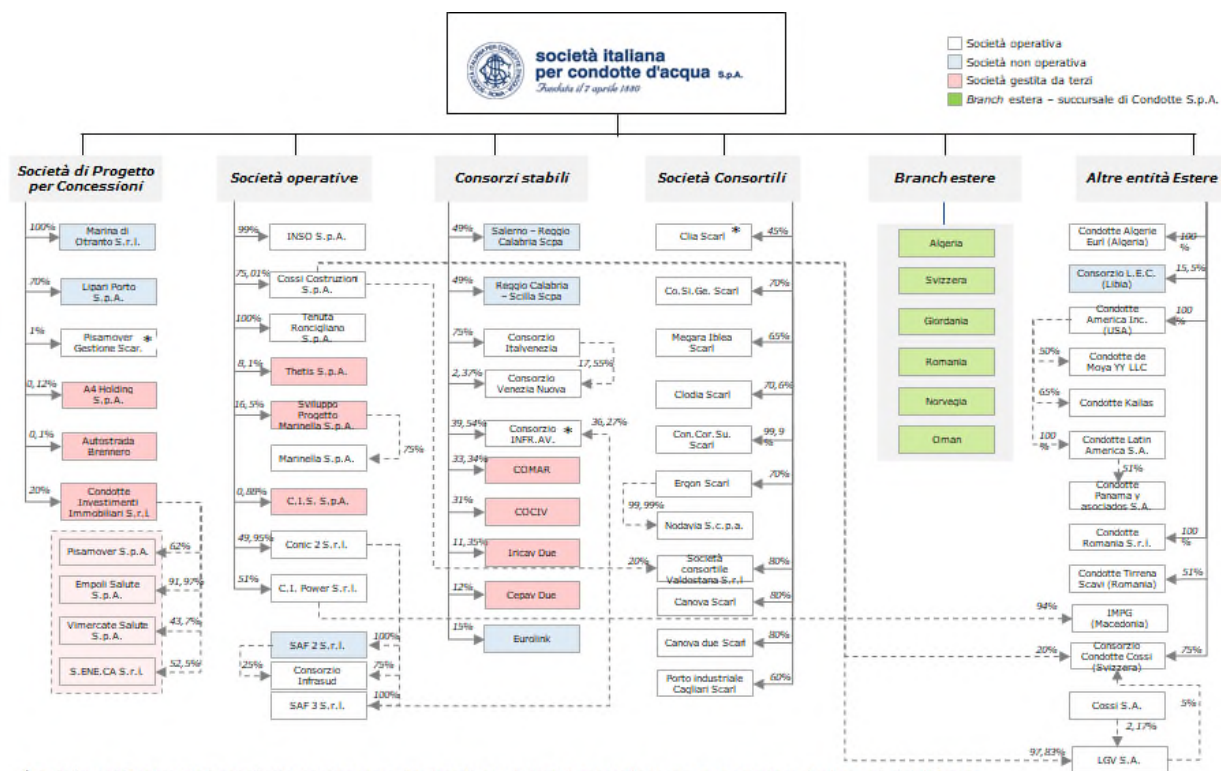 società italiana
per condotte d'acqua S.p.A.
Fondata il 7 aprile 1880
Società operativa
Società non operativa
Società gestita da terzi
Branch estera – succursale di Condotte S.p.A.
Società di Progetto
per Concessioni
100%
Marina di
Otranto S.r.l.
70%
Lipari Porto
S.p.A.
1%
Pisamover
Gestione Scar. *
0,12%
A4 Holding
S.p.A.
0,1%
Autostrada
Brennero
20%
Condotte
Investimenti
Immobiliari S.r.l.
Pisamover S.p.A.
62%
Empoli Salute
S.p.A.
91,97%
Vimercate Salute
S.p.A.
43,7%
S.ENE.CA S.r.l.
52,5%
Società operative
99%
INSO S.p.A.
75,01%
Cossi Costruzioni
S.p.A.
100%
Tenuta
Roncigliano
S.p.A.
8,1%
Thetis S.p.A.
16,5%
Sviluppo
Progetto
Marinella S.p.A.
Marinella S.p.A.
75%
0,88%
C.I.S. S.p.A.
49,95%
Conic 2 S.r.l.
51%
C.I. Power S.r.l.
SAF 2 S.r.l.
100%
25%
Consorzio
Infrasud
75%
SAF 3 S.r.l.
100%
Consorzi stabili
49%
Salerno – Reggio
Calabria Scpa
49%
Reggio Calabria
– Scilla Scpa
75%
Consorzio
Italvenezia
17,55%
2,37%
Consorzio
Venezia Nuova
39,54%
Consorzio
INFR.AV. *
36,27%
33,34%
COMAR
31%
COCIV
11,35%
Iricav Due
12%
Cepav Due
15%
Eurolink
Società Consortili
Clia Scarl *
45%
Co.Si.Ge. Scarl
70%
Megara Iblea
Scarl
65%
Clodia Scarl
70,6%
Con.Cor.Su.
Scarl
99,9
%
Ergon Scarl
70%
99,99%
Nodavia S.c.p.a.
20%
Società
consortile
Valdostana S.r.l
80%
Canova Scarl
80%
Canova due Scarl
80%
Porto industriale
Cagliari Scarl
60%
Branch estere
Algeria
Svizzera
Giordania
Romania
Norvegia
Oman
Altre entità Estere
Condotte Algerie
Eurl (Algeria)
100
%
Consorzio L.E.C.
(Libia)
15,5%
Condotte
America Inc.
(USA)
100
%
50%
Condotte de
Moya YY LLC
65%
Condotte Kailas
100
%
Condotte Latin
America S.A.
51%
Condotte
Panama y
asociados S.A.
Condotte
Romania S.r.l.
100
%
Condotte Tirrena
Scavi (Romania)
51%
94%
IMPG
(Macedonia)
20%
Consorzio
Condotte Cossi
(Svizzera)
75%
Cossi S.A.
5%
2,17%
97,83%
LGV S.A.